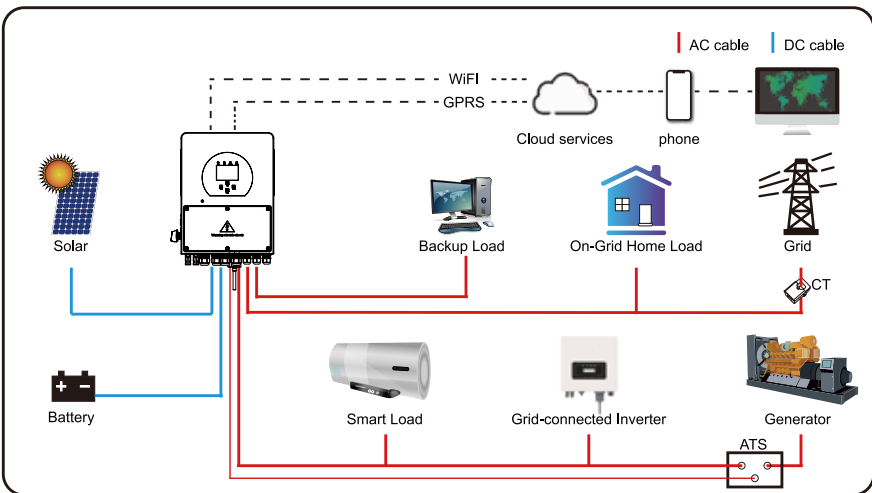 AC cable
DC cable
WiFI
GPRS
Cloud services
phone
Solar
Backup Load
On-Grid Home Load
Grid
CT
Battery
Smart Load
Grid-connected Inverter
Generator
ATS